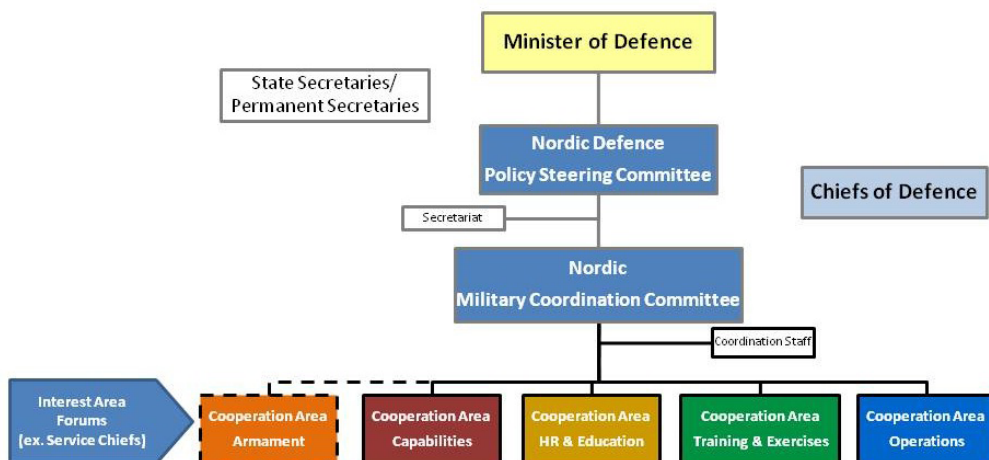 Minister of Defence
State Secretaries/
Permanent Secretaries
Nordic Defence
Policy Steering Committee
Chiefs of Defence
Secretariat
Nordic
Military Coordination Committee
Coordination Staff
Interest Area
Forums
(ex. Service Chiefs)
Cooperation Area
Armament
Cooperation Area
Capabilities
Cooperation Area
HR & Education
Cooperation Area
Training & Exercises
Cooperation Area
Operations